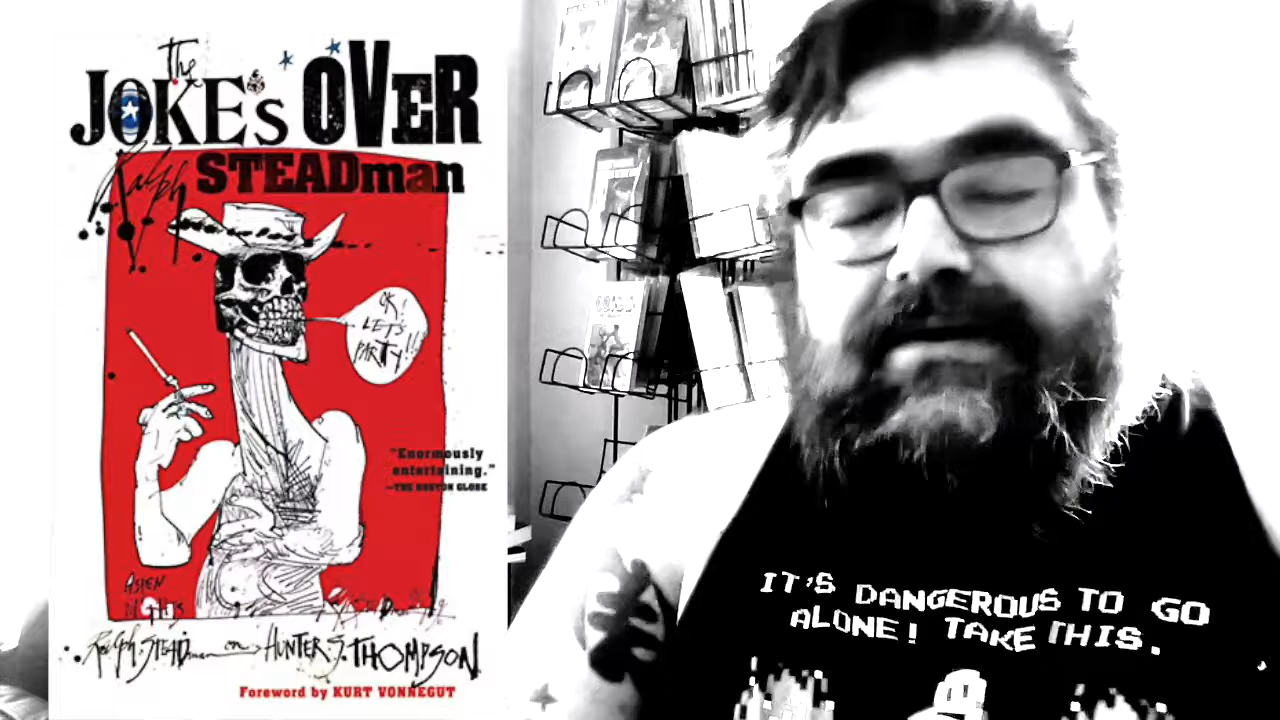 The
JOKE's OVER
Ralph STEADman
OK!
LET'S
PARTY!!
"Enormously
entertaining."
—THE BOSTON GLOBE
ASPEN
Ralph STEADman on HUNTER S. THOMPSON
Foreword by KURT VONNEGUT
IT'S DANGEROUS TO GO
ALONE! TAKE THIS.